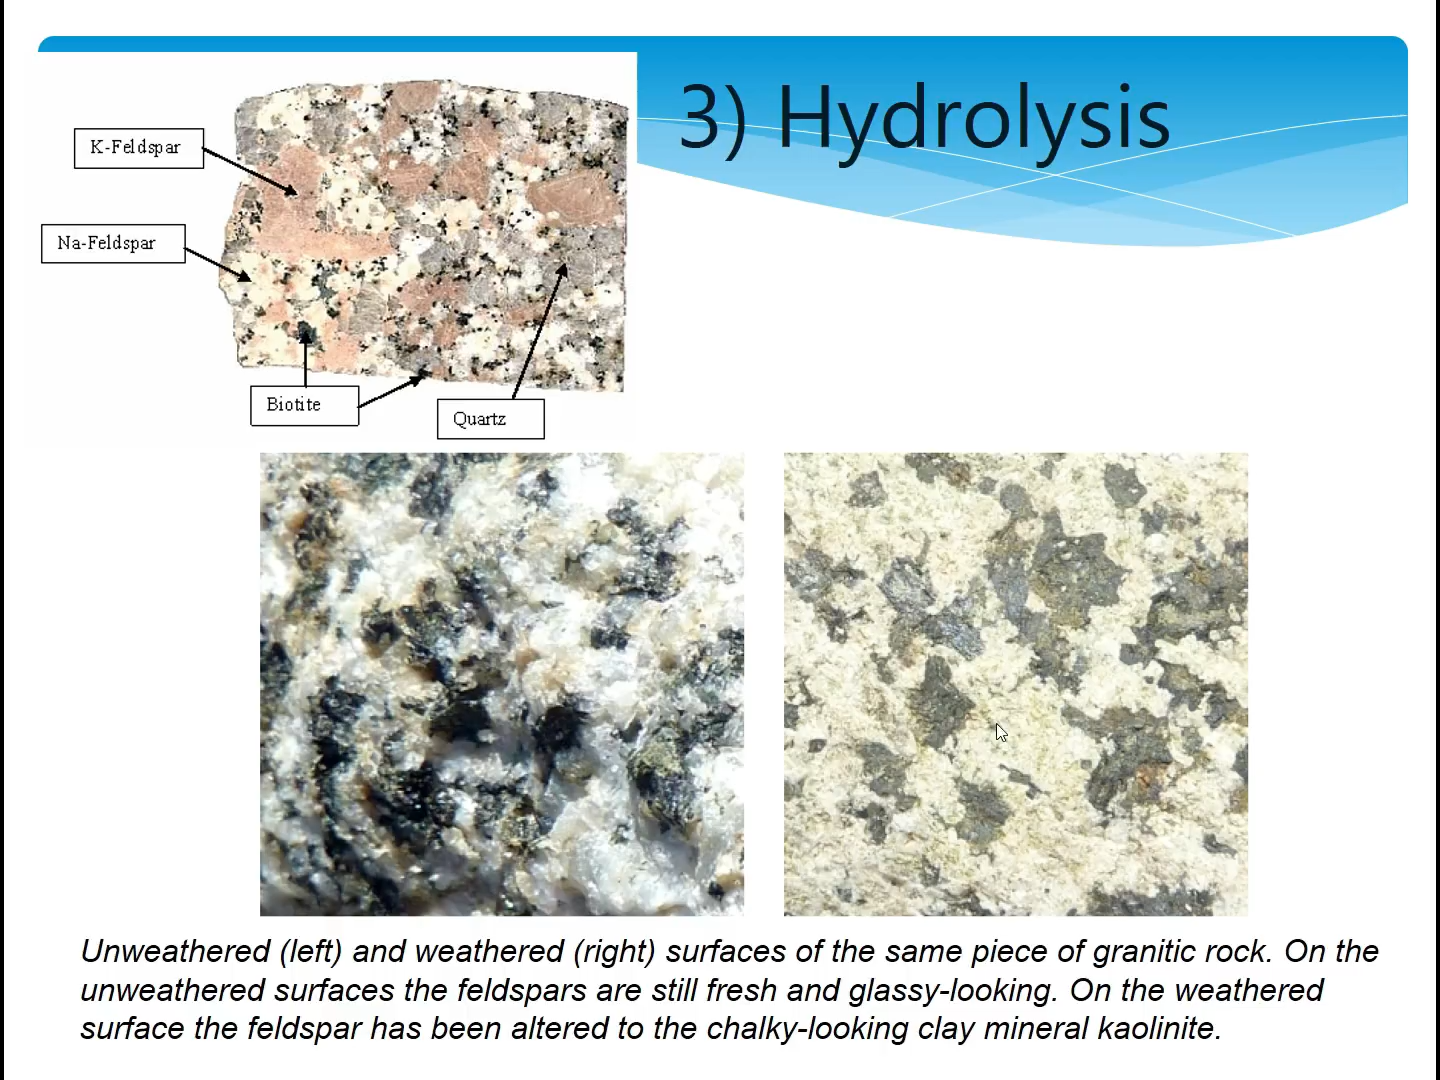 3) Hydrolysis
K-Feldspar
Na-Feldspar
Biotite
Quartz
Unweathered (left) and weathered (right) surfaces of the same piece of granitic rock. On the
unweathered surfaces the feldspars are still fresh and glassy-looking. On the weathered
surface the feldspar has been altered to the chalky-looking clay mineral kaolinite.